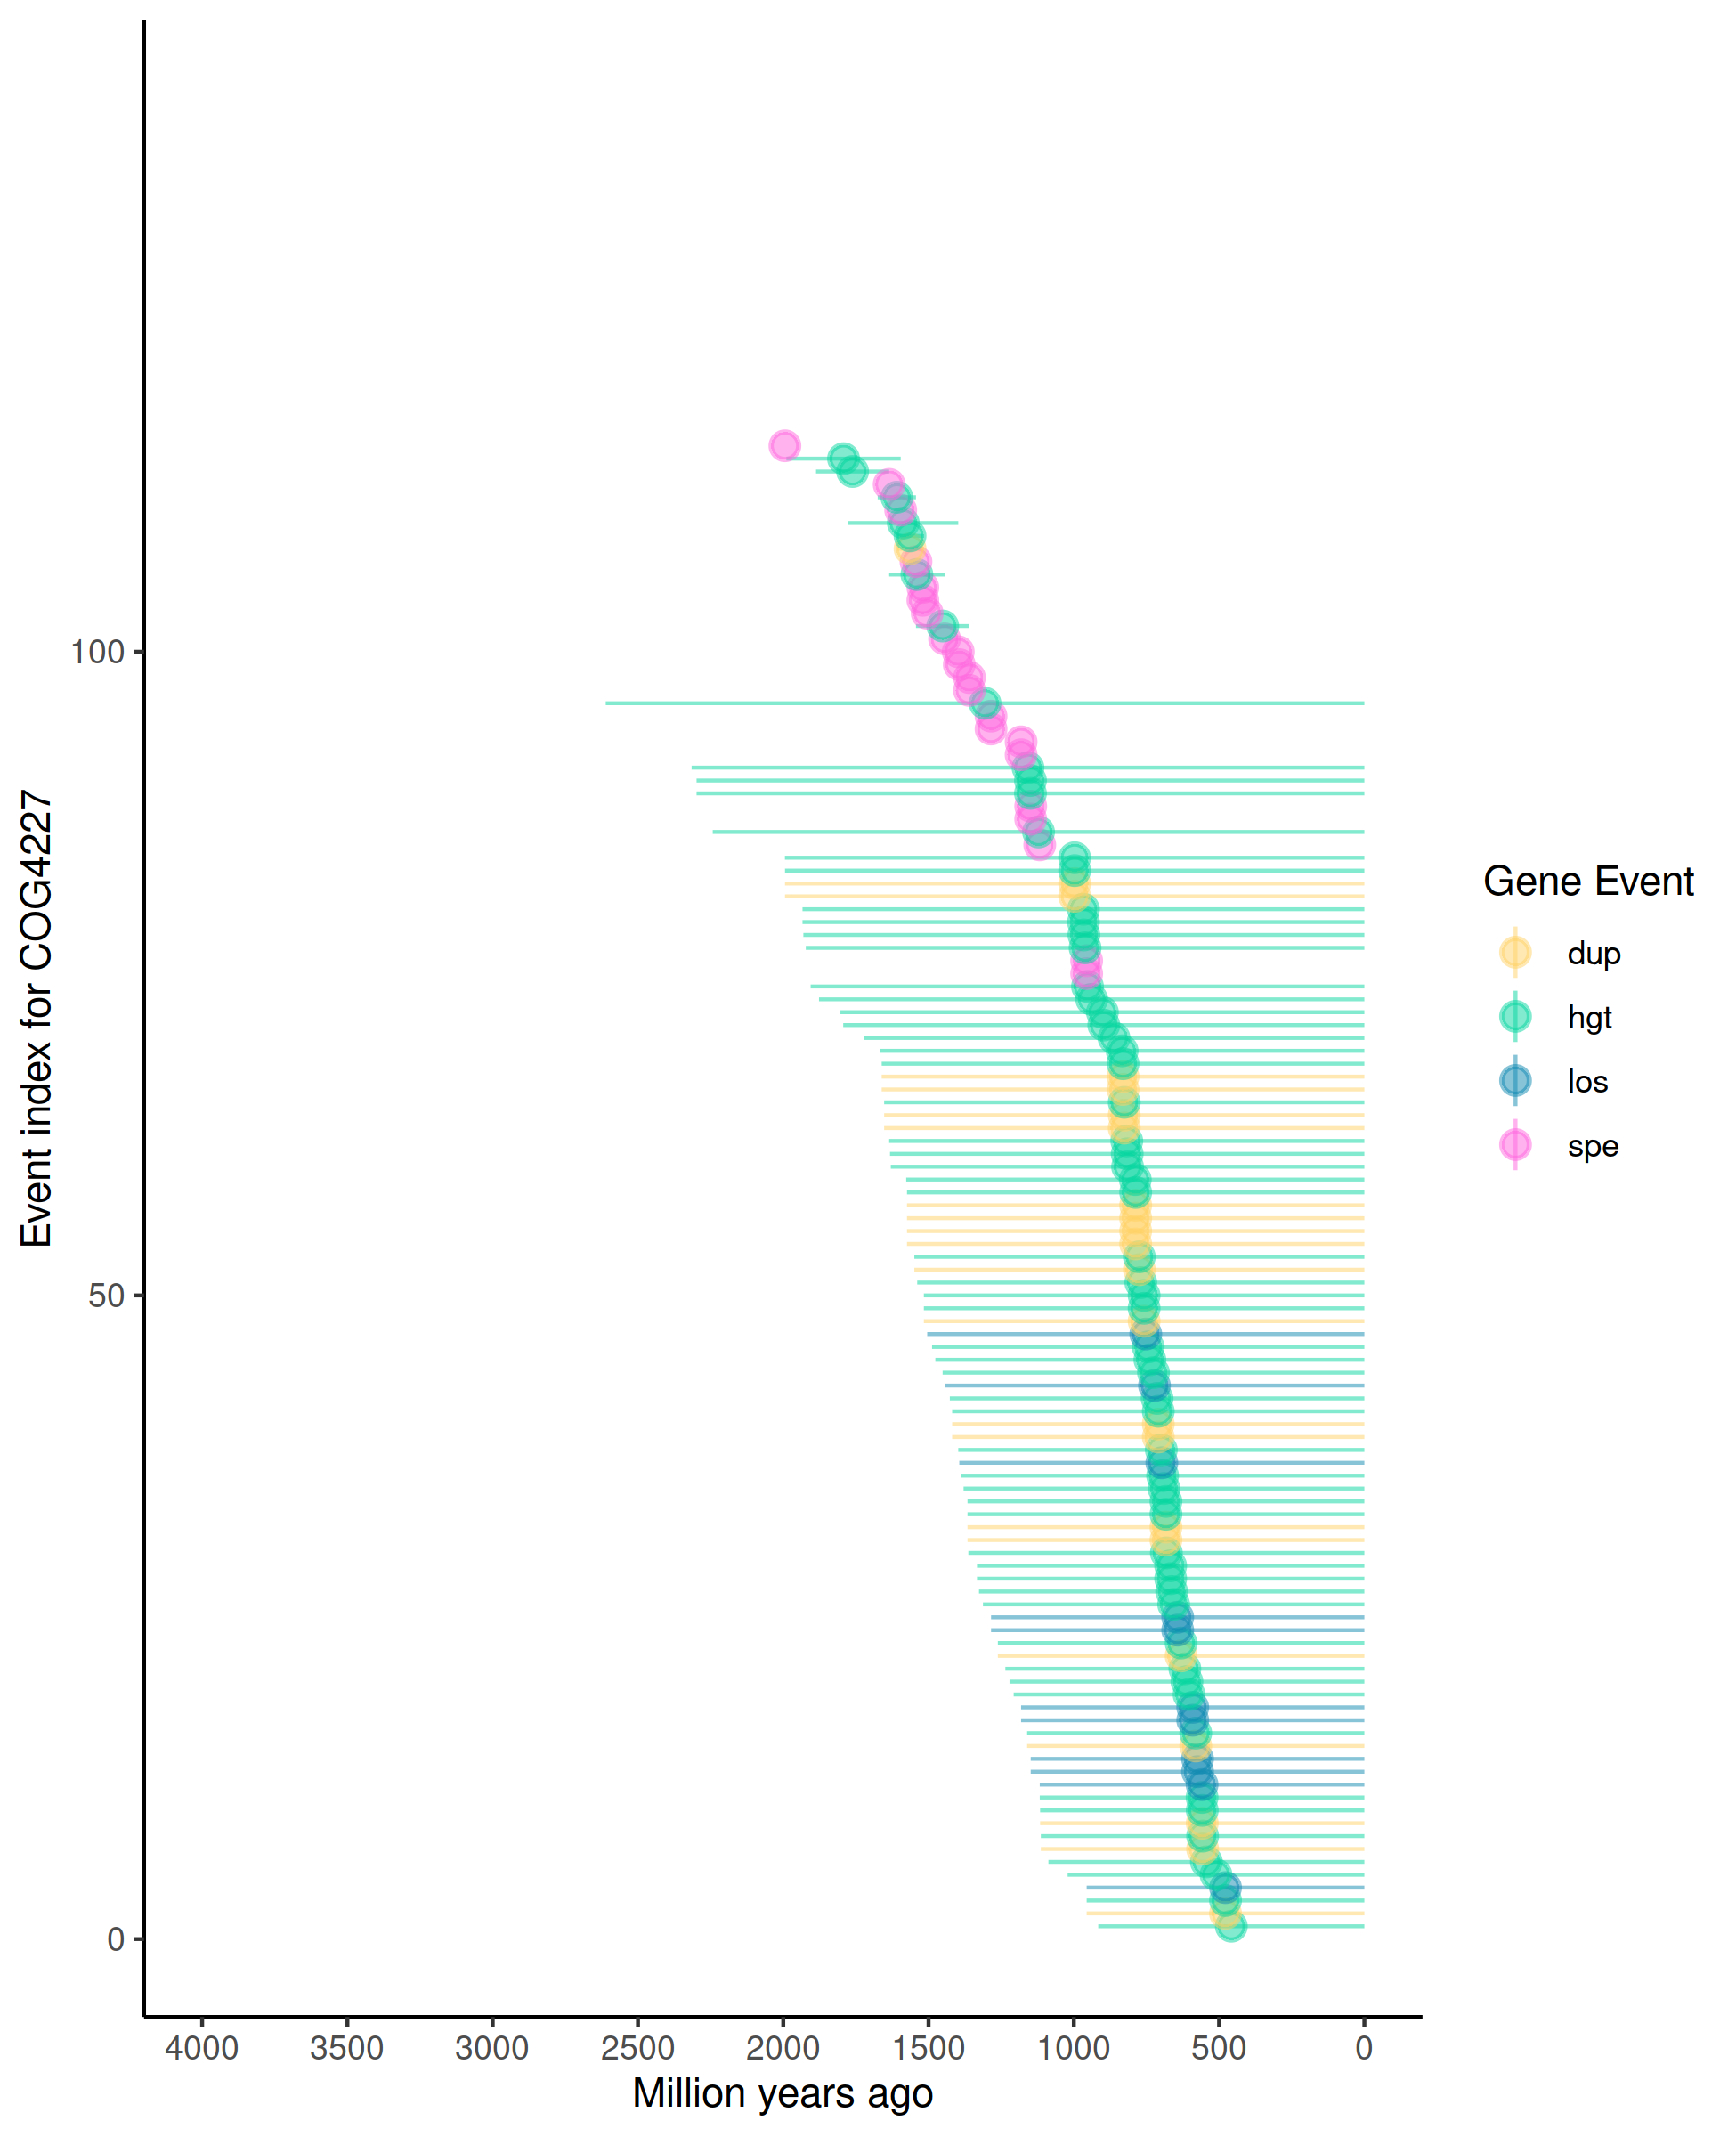 Event index for COG4227
100
50
0
4000 3500 3000 2500 2000 1500 1000 500 0
Million years ago
Gene Event
dup
hgt
los
spe